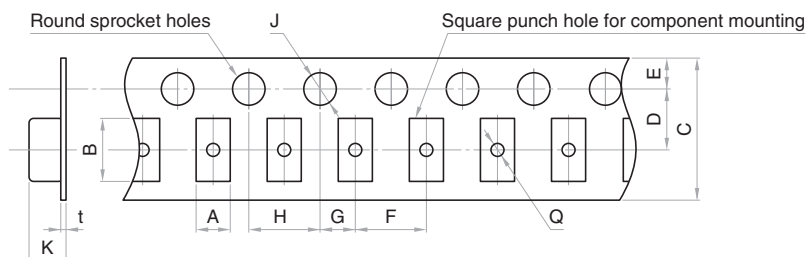 Round sprocket holes
J
Square punch hole for component mounting
E
D
C
B
t
K
A
H
G
F
Q